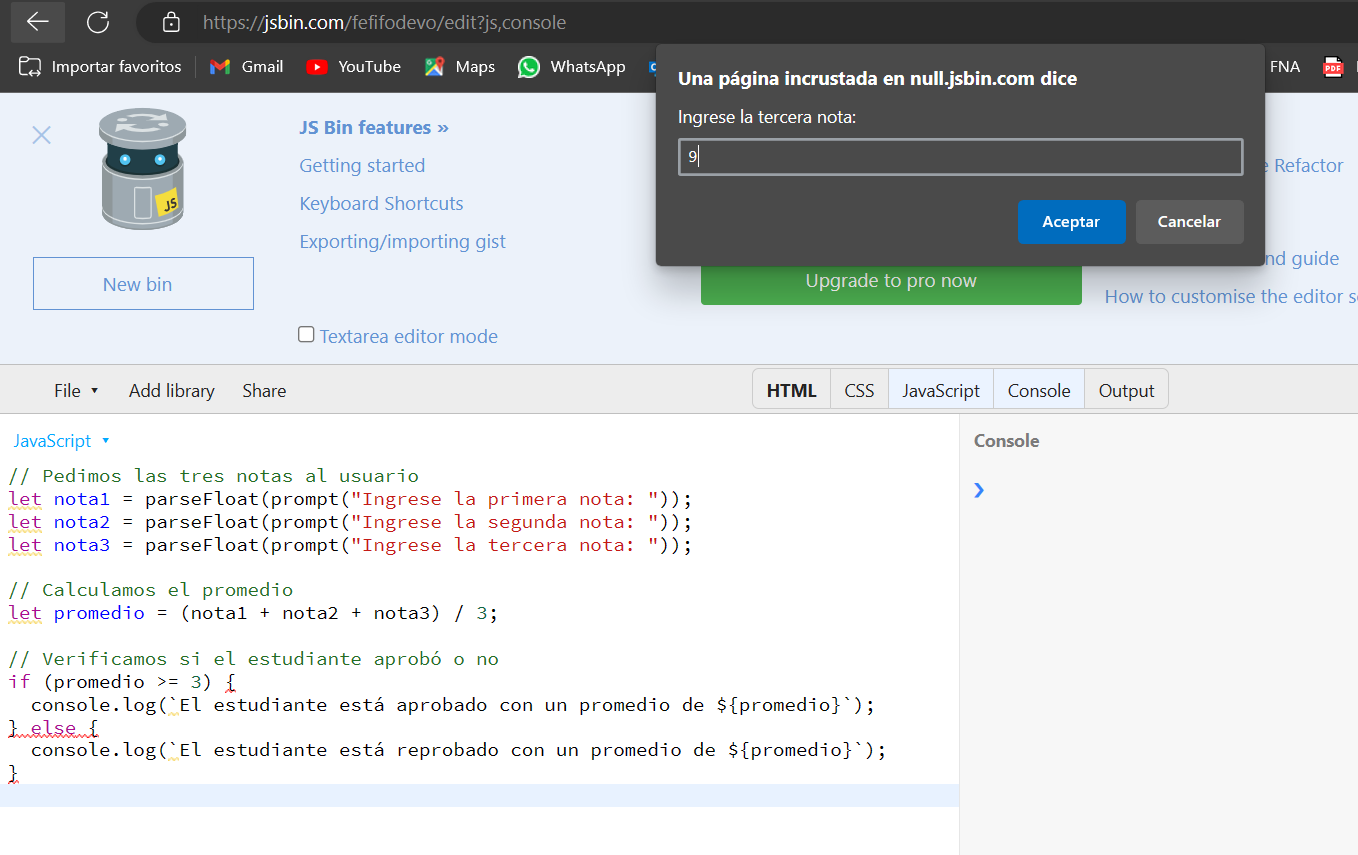 https://jsbin.com/fefifodevo/edit?js,console
Importar favoritos
Gmail
YouTube
Maps
WhatsApp
FNA
PDF
Una página incrustada en null.jsbin.com dice
Ingrese la tercera nota:
9
Aceptar
Cancelar
JS
JS Bin features »
Getting started
Keyboard Shortcuts
Exporting/importing gist
New bin
Textarea editor mode
Upgrade to pro now
Refactor
guide
How to customise the editor
File
Add library
Share
HTML
CSS
JavaScript
Console
Output
JavaScript
// Pedimos las tres notas al usuario
let nota1 = parseFloat(prompt("Ingrese la primera nota: "));
let nota2 = parseFloat(prompt("Ingrese la segunda nota: "));
let nota3 = parseFloat(prompt("Ingrese la tercera nota: "));
// Calculamos el promedio
let promedio = (nota1 + nota2 + nota3) / 3;
// Verificamos si el estudiante aprobó o no
if (promedio >= 3) {
console.log(`El estudiante está aprobado con un promedio de ${promedio}`);
} else {
console.log(`El estudiante está reprobado con un promedio de ${promedio}`);
}
Console